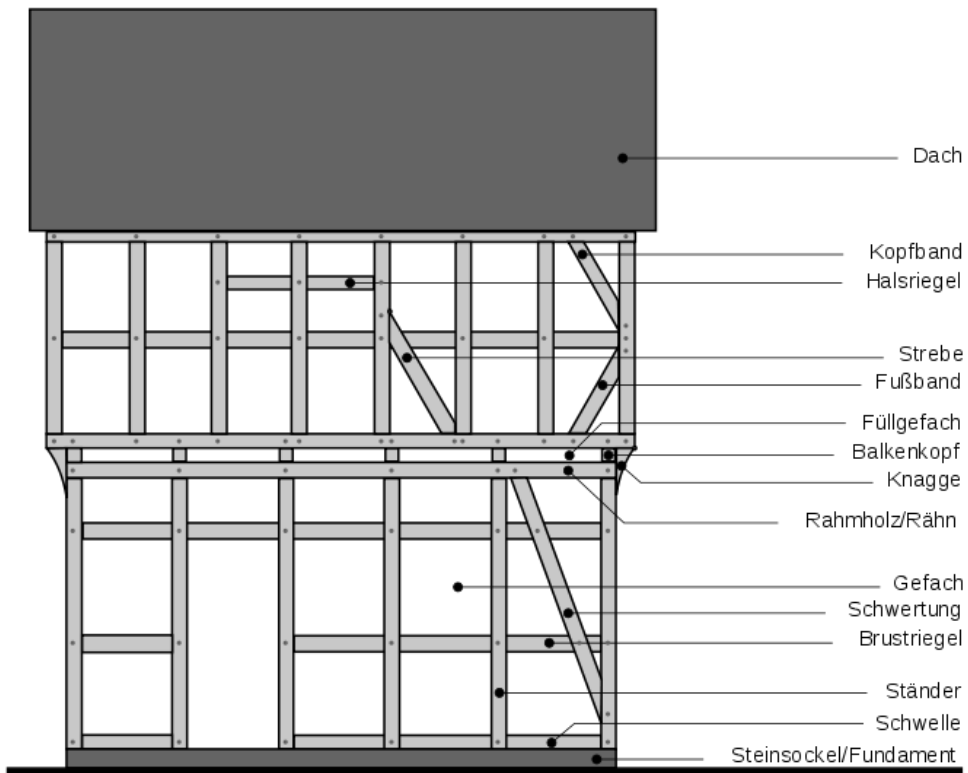 Dach
Kopfband
Halsriegel
Strebe
Fußband
Füllgefach
Balkenkopf
Knagge
Rahmholz/Rähn
Gefach
Schwertung
Brustriegel
Ständer
Schwelle
Steinsockel/Fundament